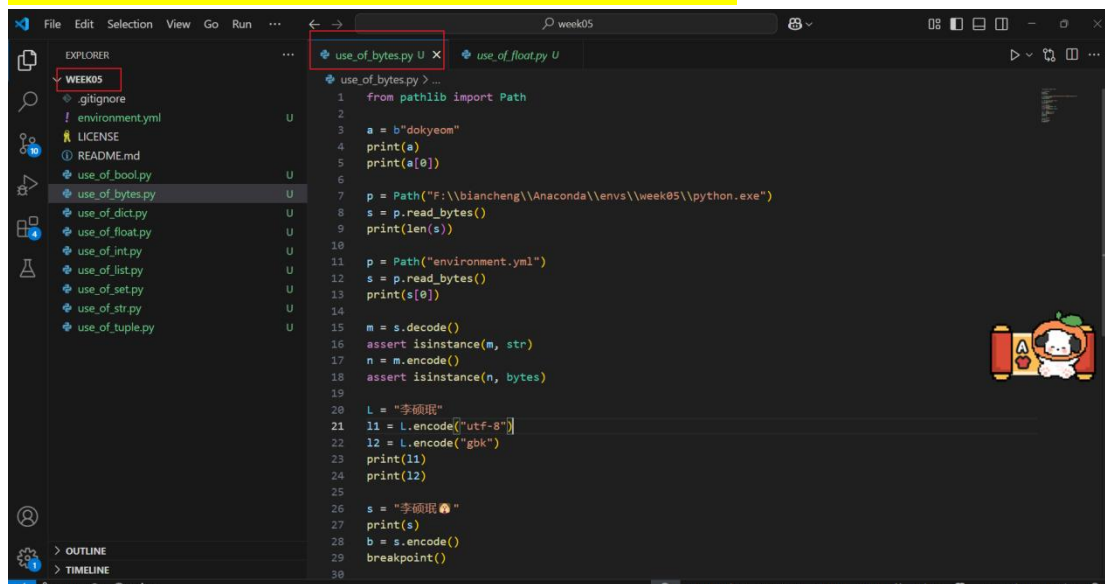 File Edit Selection View Go Run ··· week05
EXPLORER ···
WEEK05
.gitignore
environment.yml U
LICENSE
README.md
use_of_bool.py U
use_of_bytes.py U
use_of_dict.py U
use_of_float.py U
use_of_int.py U
use_of_list.py U
use_of_set.py U
use_of_str.py U
use_of_tuple.py U
OUTLINE
TIMELINE
10
4
1
use_of_bytes.py U use_of_float.py U
use_of_bytes.py > ...
1 from pathlib import Path
2
3 a = b"dokyeom"
4 print(a)
5 print(a[0])
6
7 p = Path("F:\\biancheng\\Anaconda\\envs\\week05\\python.exe")
8 s = p.read_bytes()
9 print(len(s))
10
11 p = Path("environment.yml")
12 s = p.read_bytes()
13 print(s[0])
14
15 m = s.decode()
16 assert isinstance(m, str)
17 n = m.encode()
18 assert isinstance(n, bytes)
19
20 L = "李硕珉"
21 l1 = L.encode("utf-8")
22 l2 = L.encode("gbk")
23 print(l1)
24 print(l2)
25
26 s = "李硕珉"
27 print(s)
28 b = s.encode()
29 breakpoint()
30
A